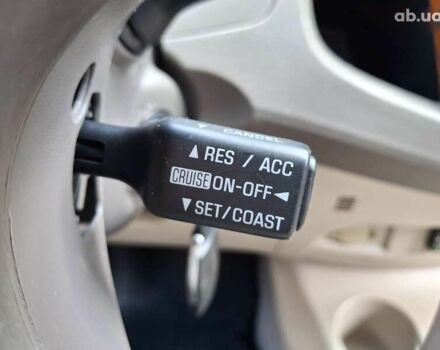 ab.ua
▼ CANCEL
▲ RES / ACC
CRUISE ON-OFF ◄
▼ SET/COAST